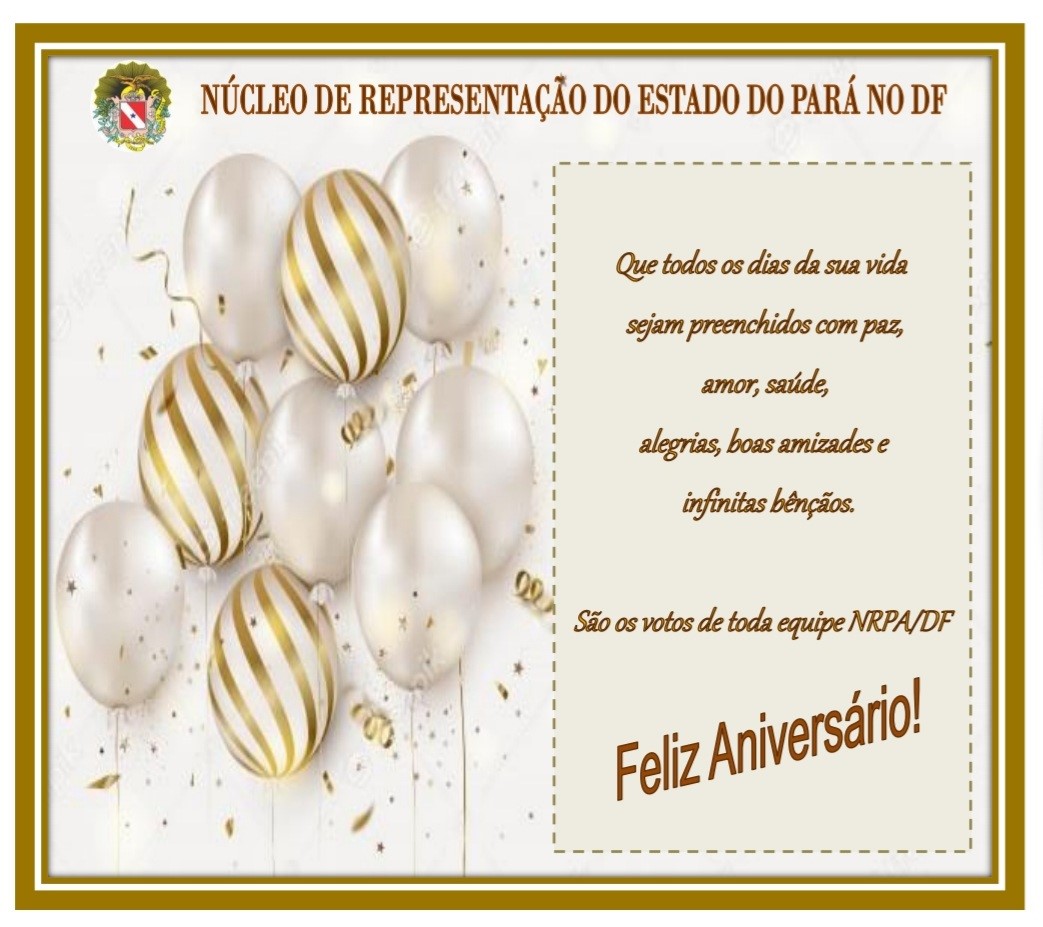 NÚCLEO DE REPRESENTAÇÃO DO ESTADO DO PARÁ NO DF
Que todos os dias da sua vida
sejam preenchidos com paz,
amor, saúde,
alegrias, boas amizades e
infinitas bênçãos.
São os votos de toda equipe NRPA/DF
Feliz Aniversário!